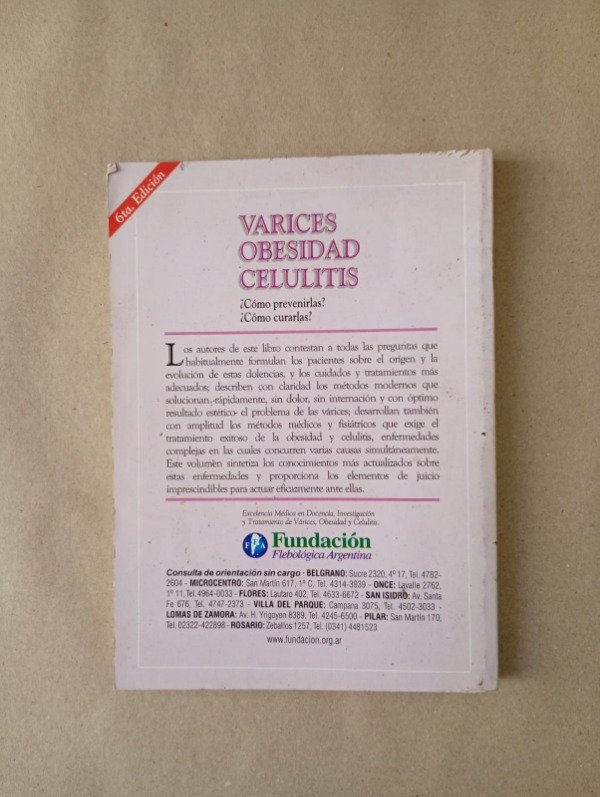 6ta. Edición
VARICES
OBESIDAD
CELULITIS
¿Cómo prevenirlas?
¿Cómo curarlas?
Los autores de este libro contestan a todas las preguntas que
habitualmente formulan los pacientes sobre el origen y la
evolución de estas dolencias, y los cuidados y tratamientos más
adecuados; describen con claridad los métodos modernos que
solucionan -rápidamente, sin dolor, sin internación y con óptimo
resultado estético- el problema de las várices; desarrollan también
con amplitud los métodos médicos y fisiátricos que exige el
tratamiento exitoso de la obesidad y celulitis, enfermedades
complejas en las cuales concurren varias causas simultáneamente.
Este volumen sintetiza los conocimientos más actualizados sobre
estas enfermedades y proporciona los elementos de juicio
imprescindibles para actuar eficazmente ante ellas.
Excelencia Médica en Docencia, Investigación
y Tratamiento de Várices, Obesidad y Celulitis.
FFA Fundación
Flebológica Argentina
Consulta de orientación sin cargo · BELGRANO: Sucre 2320, 4º 17, Tel. 4782-
2604 - MICROCENTRO: San Martín 617, 1º C, Tel. 4314-3939 - ONCE: Lavalle 2762,
1º 11, Tel. 4964-0033 - FLORES: Lautaro 402, Tel. 4633-6672 - SAN ISIDRO: Av. Santa
Fe 676, Tel. 4747-2373 - VILLA DEL PARQUE: Campana 3075, Tel. 4502-3033 -
LOMAS DE ZAMORA: Av. H. Yrigoyen 8389, Tel. 4245-6500 - PILAR: San Martín 170,
Tel. 02322-422898 - ROSARIO: Zeballos 1257, Tel. (0341) 4481523
www.fundacion.org.ar